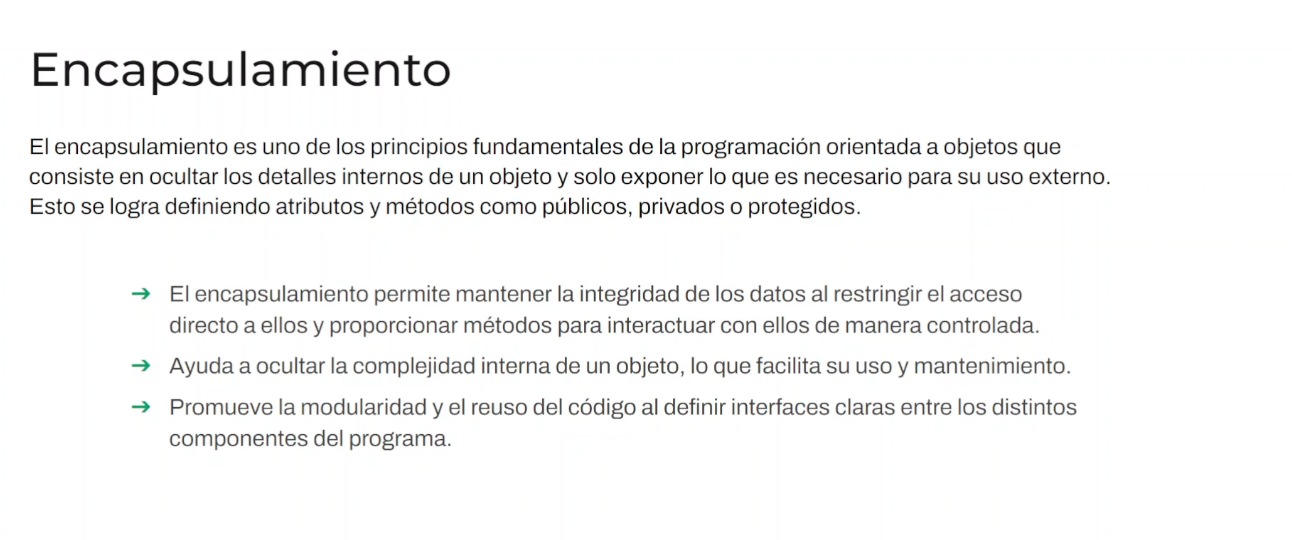 Encapsulamiento
El encapsulamiento es uno de los principios fundamentales de la programación orientada a objetos que
consiste en ocultar los detalles internos de un objeto y solo exponer lo que es necesario para su uso externo.
Esto se logra definiendo atributos y métodos como públicos, privados o protegidos.
➔ El encapsulamiento permite mantener la integridad de los datos al restringir el acceso
directo a ellos y proporcionar métodos para interactuar con ellos de manera controlada.
➔ Ayuda a ocultar la complejidad interna de un objeto, lo que facilita su uso y mantenimiento.
➔ Promueve la modularidad y el reuso del código al definir interfaces claras entre los distintos
componentes del programa.